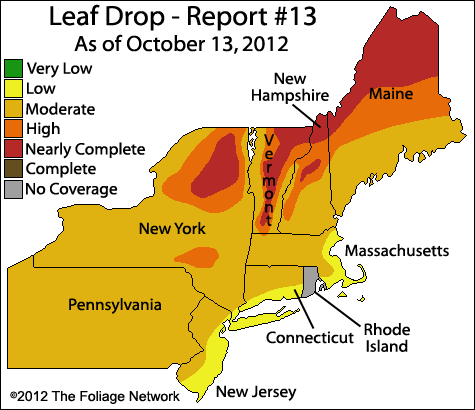 Leaf Drop - Report #13
As of October 13, 2012
Very Low
Low
Moderate
High
Nearly Complete
Complete
No Coverage
New
Hampshire
Maine
Vermont
New York
Massachusetts
Pennsylvania
Connecticut
Rhode
Island
New Jersey
©2012 The Foliage Network